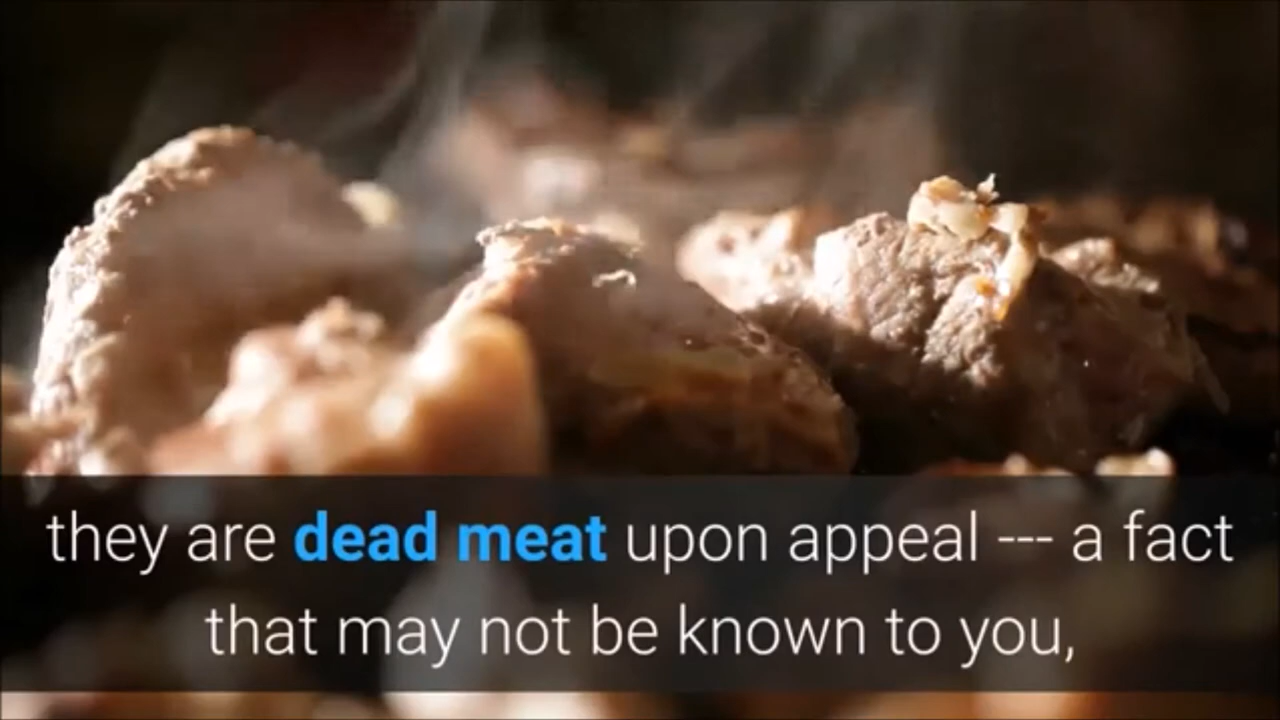 they are dead meat upon appeal --- a fact
that may not be known to you,